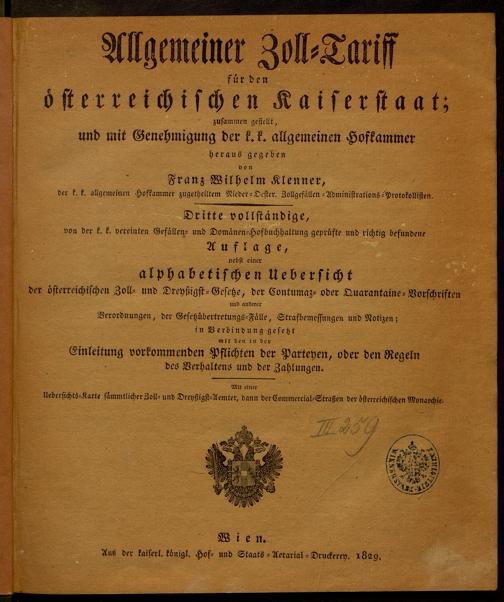 Allgemeiner Zoll-Tariff
für den
österreichischen Kaiserstaat;
zusammen gestellt,
und mit Genehmigung der k. k. allgemeinen Hofkammer
heraus gegeben
von
Franz Wilhelm Klenner,
der k. k. allgemeinen Hofkammer zugetheiltem Nieder-Oester. Zollgefällen-Administrations-Protokollisten.
Dritte vollständige,
von der k. k. vereinten Gefällen- und Domänen-Hofbuchhaltung geprüfte und richtig befundene
Auflage,
nebst einer
alphabetischen Uebersicht
der österreichischen Zoll- und Dreyßigst-Gesetze, der Contumaz- oder Quarantaine-Vorschriften
und anderer
Verordnungen, der Gesetzübertretungs-Fälle, Strafbemessungen und Notizen;
in Verbindung gesetzt
mit den in der
Einleitung vorkommenden Pflichten der Parteyen, oder den Regeln
des Verhaltens und der Zahlungen.
Mit einer
Uebersichts-Karte sämmtlicher Zoll- und Dreyßigst-Aemter, dann der Commercial-Straßen der österreichischen Monarchie.
III 259
Wien.
Aus der kaiserl. königl. Hof- und Staats-Aerarial-Druckerey. 1829.